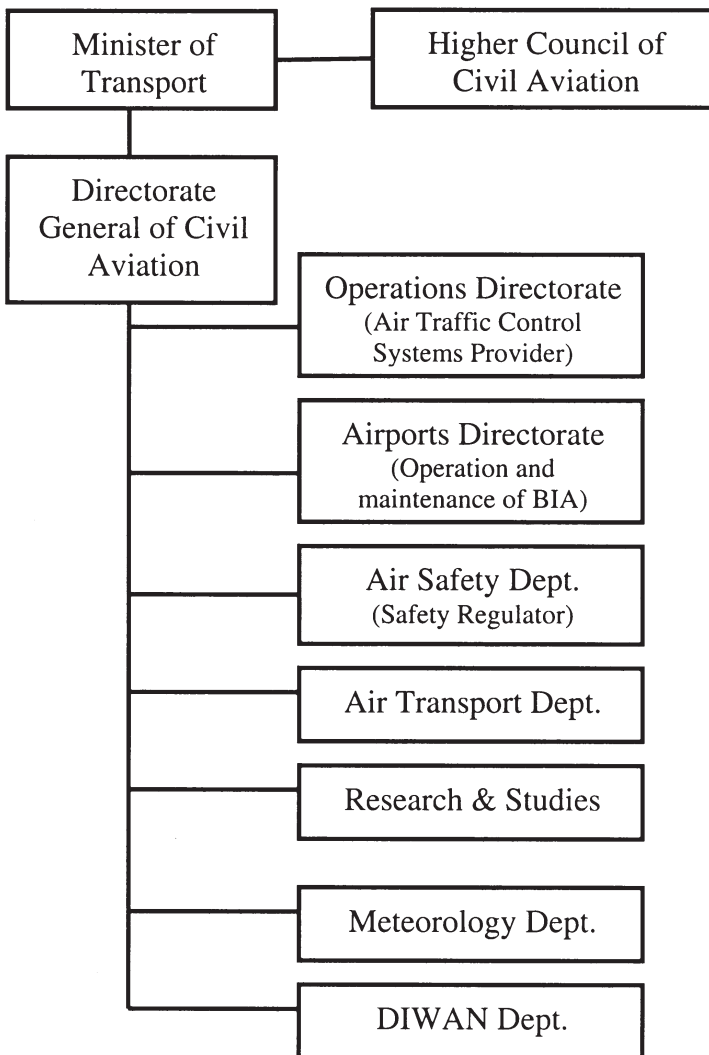 Minister of
Transport
Higher Council of
Civil Aviation
Directorate
General of Civil
Aviation
Operations Directorate
(Air Traffic Control
Systems Provider)
Airports Directorate
(Operation and
maintenance of BIA)
Air Safety Dept.
(Safety Regulator)
Air Transport Dept.
Research & Studies
Meteorology Dept.
DIWAN Dept.